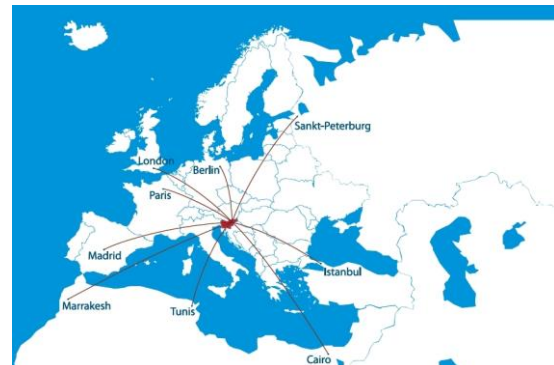 Sankt-Peterburg
London
Berlin
Paris
Madrid
Istanbul
Marrakesh
Tunis
Cairo